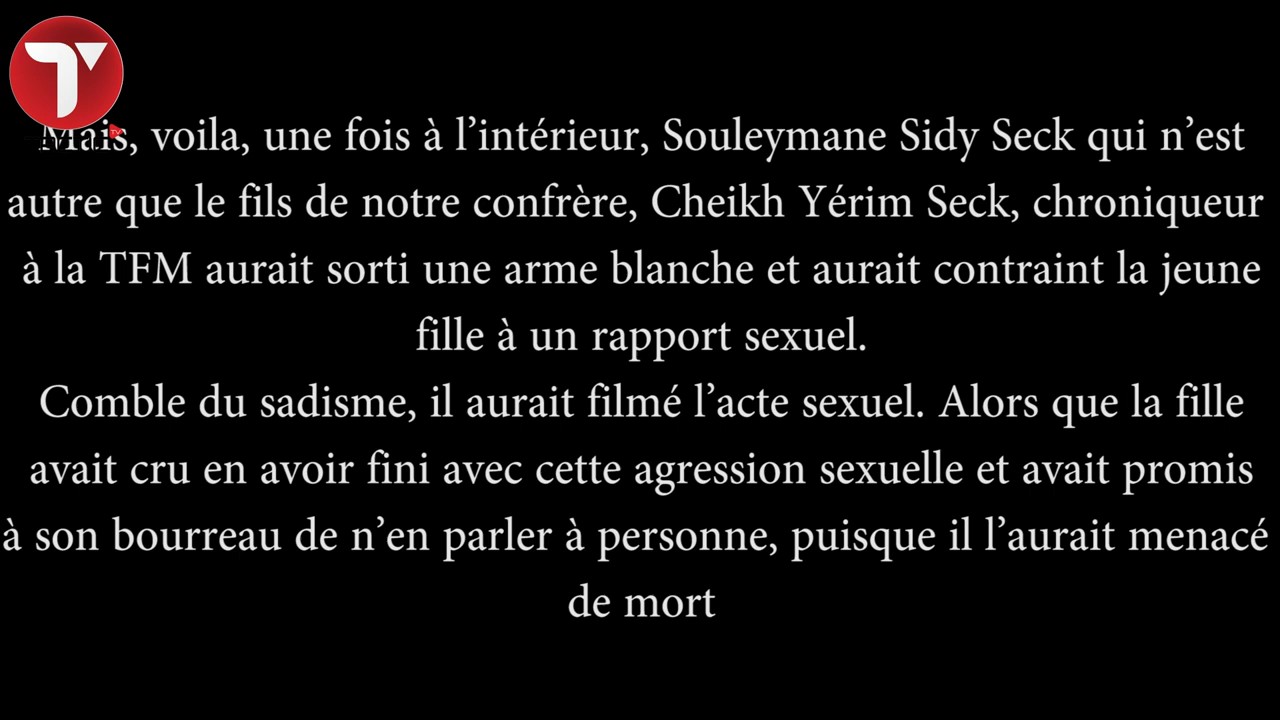 Mais, voila, une fois à l’intérieur, Souleymane Sidy Seck qui n’est
autre que le fils de notre confrère, Cheikh Yérim Seck, chroniqueur
à la TFM aurait sorti une arme blanche et aurait contraint la jeune
fille à un rapport sexuel.
Comble du sadisme, il aurait filmé l’acte sexuel. Alors que la fille
avait cru en avoir fini avec cette agression sexuelle et avait promis
à son bourreau de n’en parler à personne, puisque il l’aurait menacé
de mort